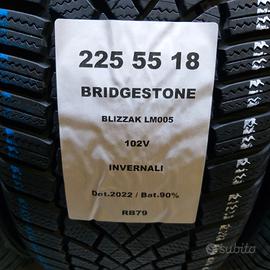 225 55 18
BRIDGESTONE
BLIZZAK LM005
102V
INVERNALI
Dot.2022 / Bat.90%
RB79
subito